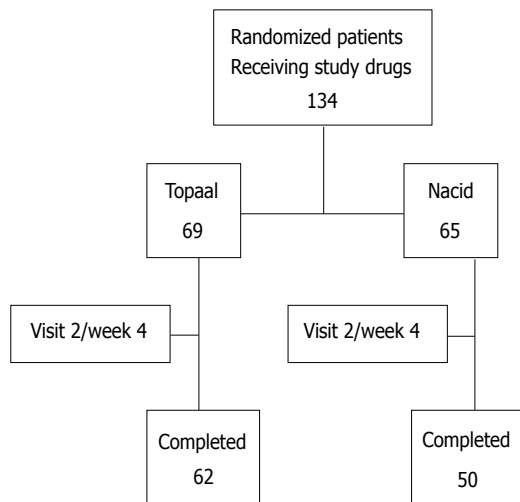 Randomized patients
Receiving study drugs
134
Topaal
69
Nacid
65
Visit 2/week 4
Visit 2/week 4
Completed
62
Completed
50